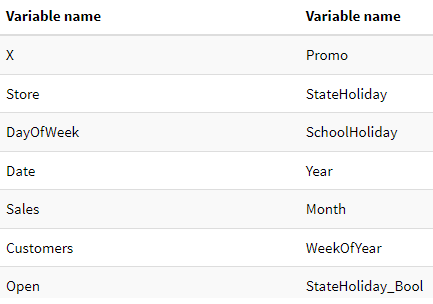 Variable name Variable name
X Promo
Store StateHoliday
DayOfWeek SchoolHoliday
Date Year
Sales Month
Customers WeekOfYear
Open StateHoliday_Bool